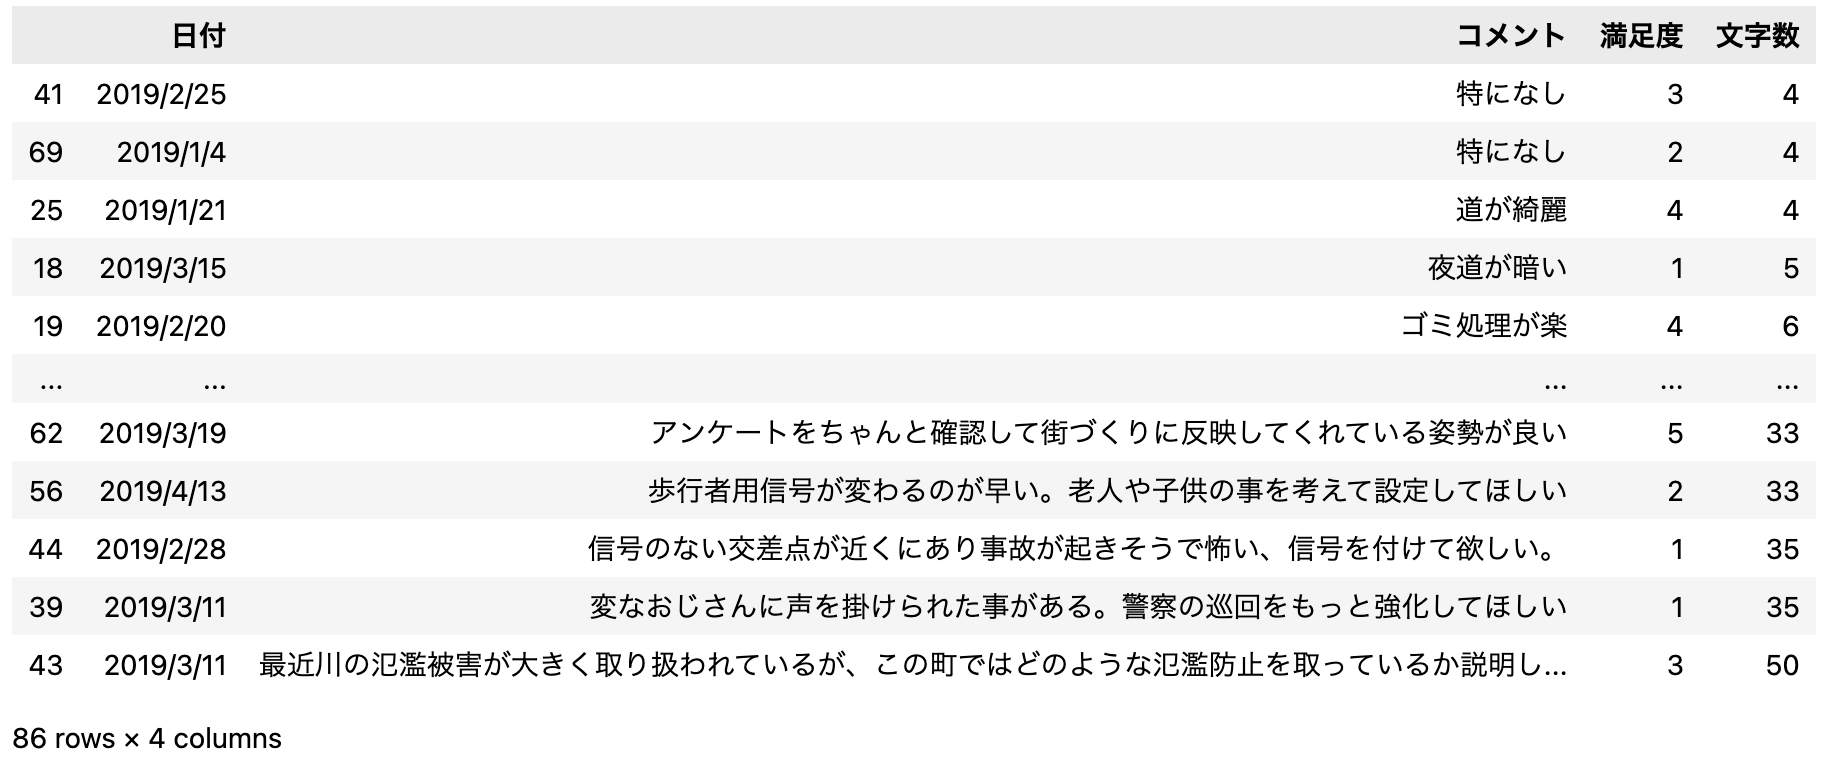 日付 コメント 満足度 文字数
41 2019/2/25 特になし 3 4
69 2019/1/4 特になし 2 4
25 2019/1/21 道が綺麗 4 4
18 2019/3/15 夜道が暗い 1 5
19 2019/2/20 ゴミ処理が楽 4 6
... ... ... ... ...
62 2019/3/19 アンケートをちゃんと確認して街づくりに反映してくれている姿勢が良い 5 33
56 2019/4/13 歩行者用信号が変わるのが早い。老人や子供の事を考えて設定してほしい 2 33
44 2019/2/28 信号のない交差点が近くにあり事故が起きそうで怖い、信号を付けて欲しい。 1 35
39 2019/3/11 変なおじさんに声を掛けられた事がある。警察の巡回をもっと強化してほしい 1 35
43 2019/3/11 最近川の氾濫被害が大きく取り扱われているが、この町ではどのような氾濫防止を取っているか説明し... 3 50
86 rows × 4 columns